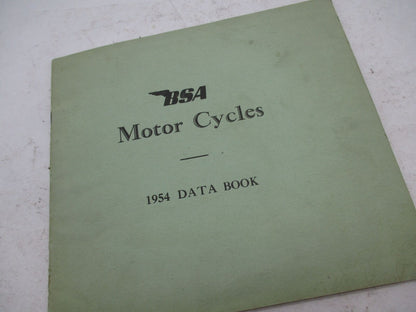 BSA
Motor Cycles
1954 DATA BOOK